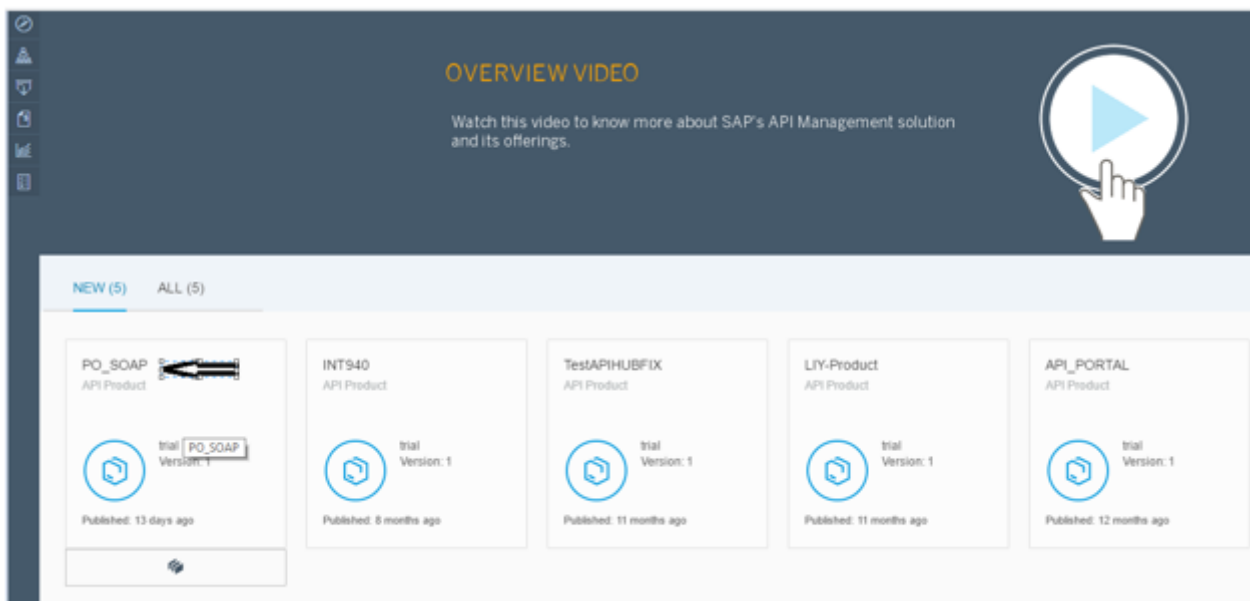 OVERVIEW VIDEO
Watch this video to know more about SAP's API Management solution
and its offerings.
NEW (5) ALL (5)
PO_SOAP
API Product
trial
PO_SOAP
Version: 1
Published: 13 days ago
INT940
API Product
trial
Version: 1
Published: 8 months ago
TestAPIHUBFIX
API Product
trial
Version: 1
Published: 11 months ago
LIY-Product
API Product
trial
Version: 1
Published: 11 months ago
API_PORTAL
API Product
trial
Version: 1
Published: 12 months ago